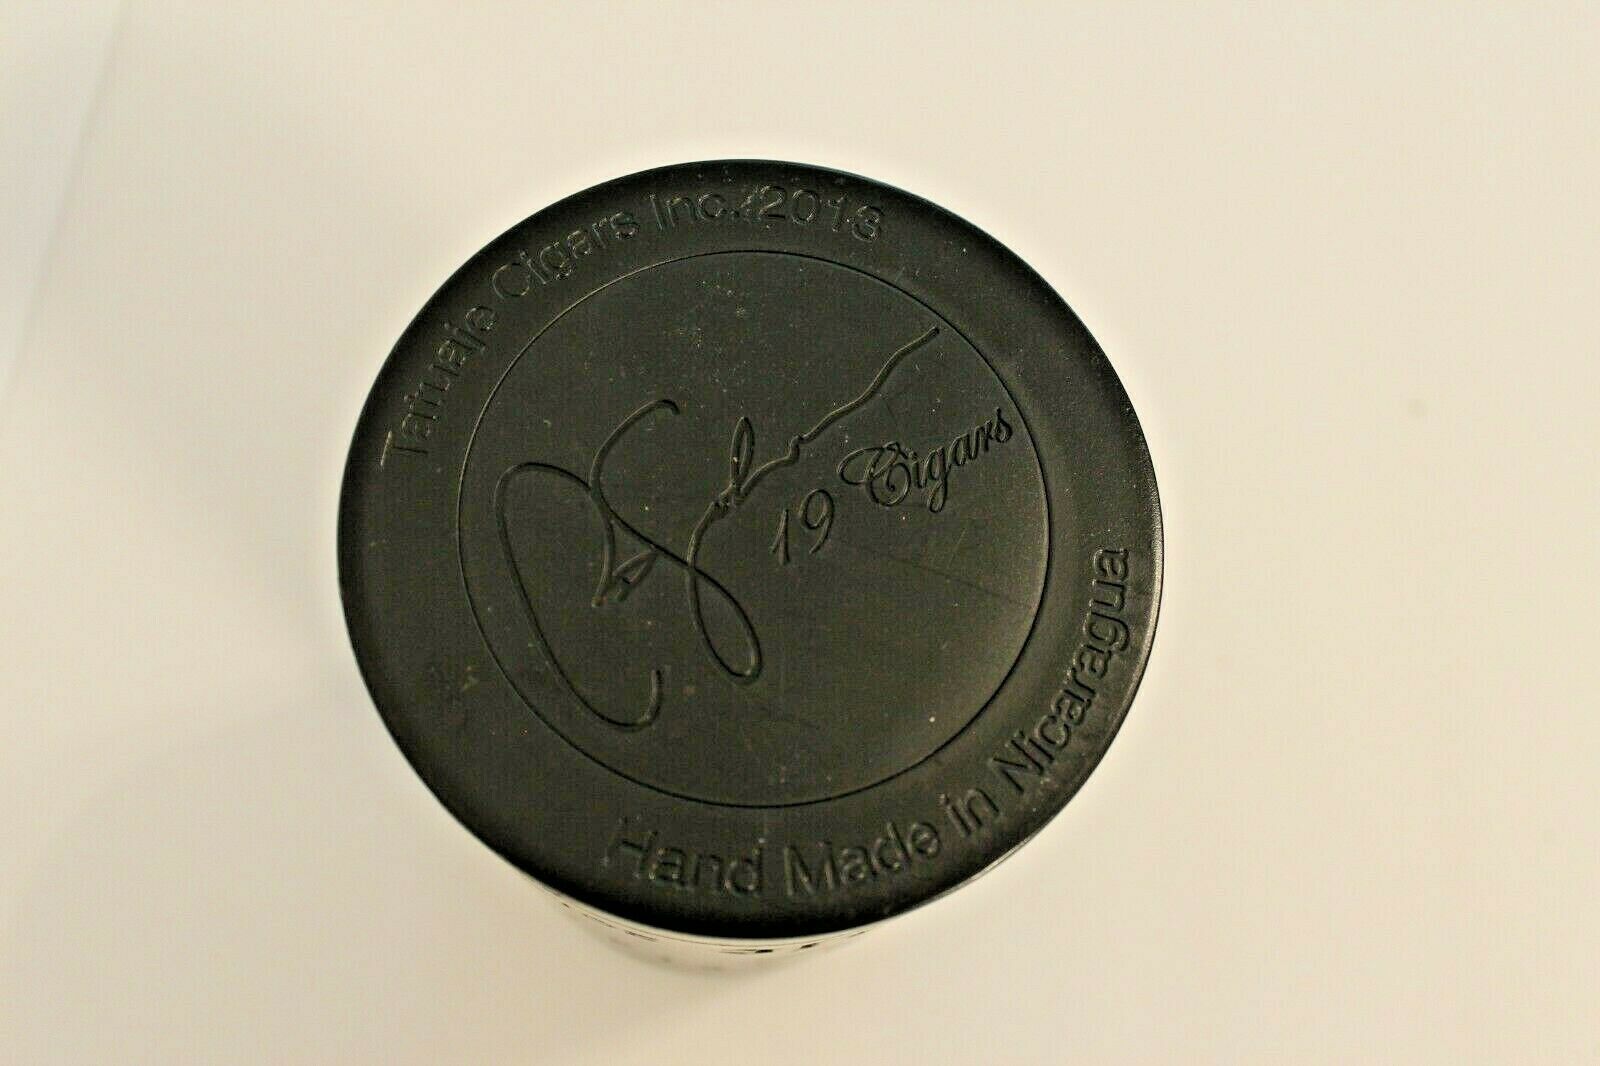 Tatuaje Cigars Inc. 2013
19 Cigars
Hand Made in Nicaragua